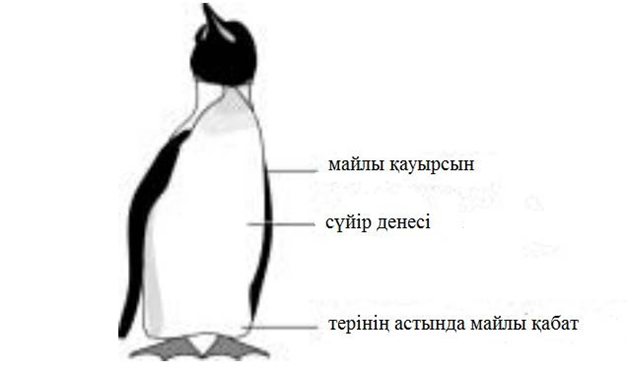 майлы қауырсын
сүйір денесі
терінің астында майлы қабат